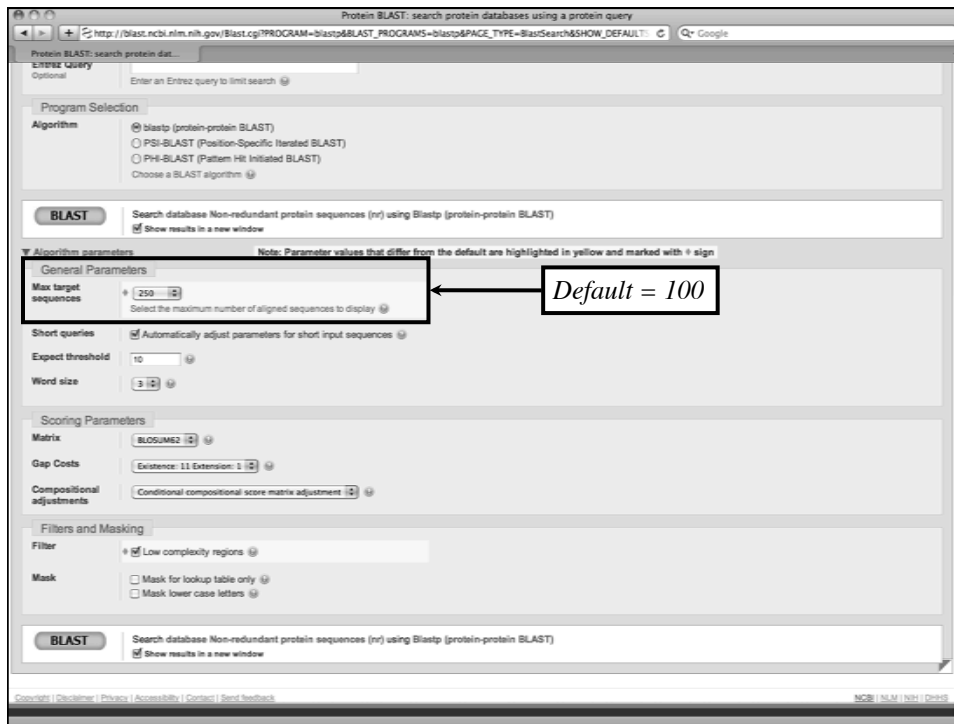 Protein BLAST: search protein databases using a protein query
http://blast.ncbi.nlm.nih.gov/Blast.cgi?PROGRAM=blastp&BLAST_PROGRAMS=blastp&PAGE_TYPE=BlastSearch&SHOW_DEFAULTS
Google
Protein BLAST: search protein dat...
Entrez Query
Optional
Enter an Entrez query to limit search
Program Selection
Algorithm
blastp (protein-protein BLAST)
PSI-BLAST (Position-Specific Iterated BLAST)
PHI-BLAST (Pattern Hit Initiated BLAST)
Choose a BLAST algorithm
BLAST
Search database Non-redundant protein sequences (nr) using Blastp (protein-protein BLAST)
Show results in a new window
Algorithm parameters
Note: Parameter values that differ from the default are highlighted in yellow and marked with ♦ sign
General Parameters
Max target sequences
♦ 250
Select the maximum number of aligned sequences to display
Default = 100
Short queries
Automatically adjust parameters for short input sequences
Expect threshold
10
Word size
3
Scoring Parameters
Matrix
BLOSUM62
Gap Costs
Existence: 11 Extension: 1
Compositional adjustments
Conditional compositional score matrix adjustment
Filters and Masking
Filter
♦ Low complexity regions
Mask
Mask for lookup table only
Mask lower case letters
BLAST
Search database Non-redundant protein sequences (nr) using Blastp (protein-protein BLAST)
Show results in a new window
Copyright | Disclaimer | Privacy | Accessibility | Contact | Send feedback
NCBI | NLM | NIH | DHHS